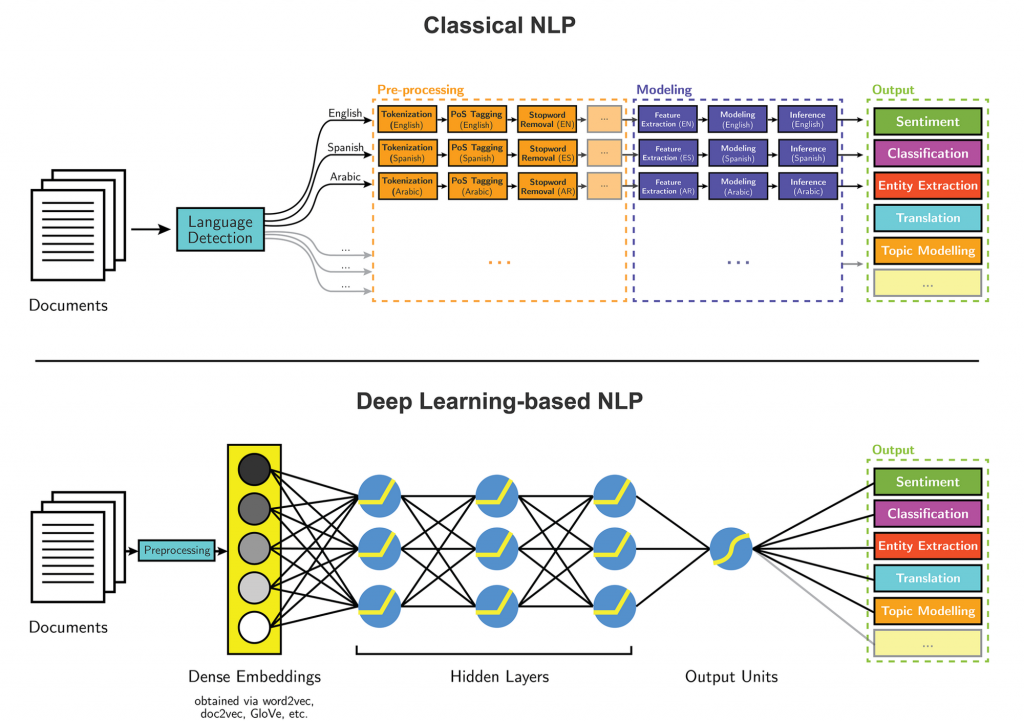 Classical NLP
Pre-processing
Modeling
Output
English
Tokenization
(English)
PoS Tagging
(English)
Stopword
Removal (EN)
...
Feature
Extraction (EN)
Modeling
(English)
Inference
(English)
Spanish
Tokenization
(Spanish)
PoS Tagging
(Spanish)
Stopword
Removal (ES)
...
Feature
Extraction (ES)
Modeling
(Spanish)
Inference
(Spanish)
Arabic
Tokenization
(Arabic)
PoS Tagging
(Arabic)
Stopword
Removal (AR)
...
Feature
Extraction (AR)
Modeling
(Arabic)
Inference
(Arabic)
Language
Detection
...
...
...
...
...
Sentiment
Classification
Entity Extraction
Translation
Topic Modelling
...
Documents
Deep Learning-based NLP
Output
Preprocessing
Sentiment
Classification
Entity Extraction
Translation
Topic Modelling
...
Documents
Dense Embeddings
obtained via word2vec,
doc2vec, GloVe, etc.
Hidden Layers
Output Units